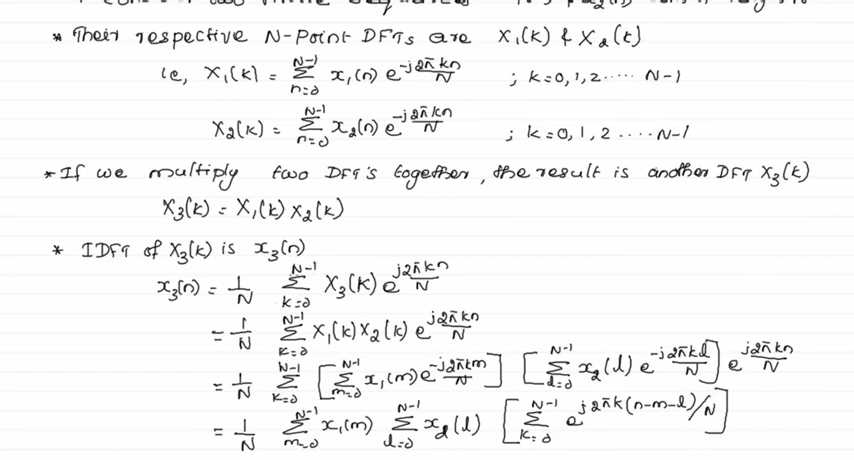 * Their respective N-Point DFTs are X₁(k) & X₂(k)
ie, X₁(k) = Σ_{n=0}^{N-1} x₁(n) e^{-j2πkn/N} ; k=0,1,2..... N-1
X₂(k) = Σ_{n=0}^{N-1} x₂(n) e^{-j2πkn/N} ; k=0,1,2....N-1
* If we multiply two DFT's together, the result is another DFT X₃(k)
X₃(k) = X₁(k) X₂(k)
* IDFT of X₃(k) is x₃(n)
x₃(n) = 1/N Σ_{k=0}^{N-1} X₃(k) e^{j2πkn/N}
= 1/N Σ_{k=0}^{N-1} X₁(k) X₂(k) e^{j2πkn/N}
= 1/N Σ_{k=0}^{N-1} [Σ_{m=0}^{N-1} x₁(m) e^{-j2πkm/N}] [Σ_{l=0}^{N-1} x₂(l) e^{-j2πkl/N}] e^{j2πkn/N}
= 1/N Σ_{m=0}^{N-1} x₁(m) Σ_{l=0}^{N-1} x₂(l) [Σ_{k=0}^{N-1} e^{j2πk(n-m-l)/N}]